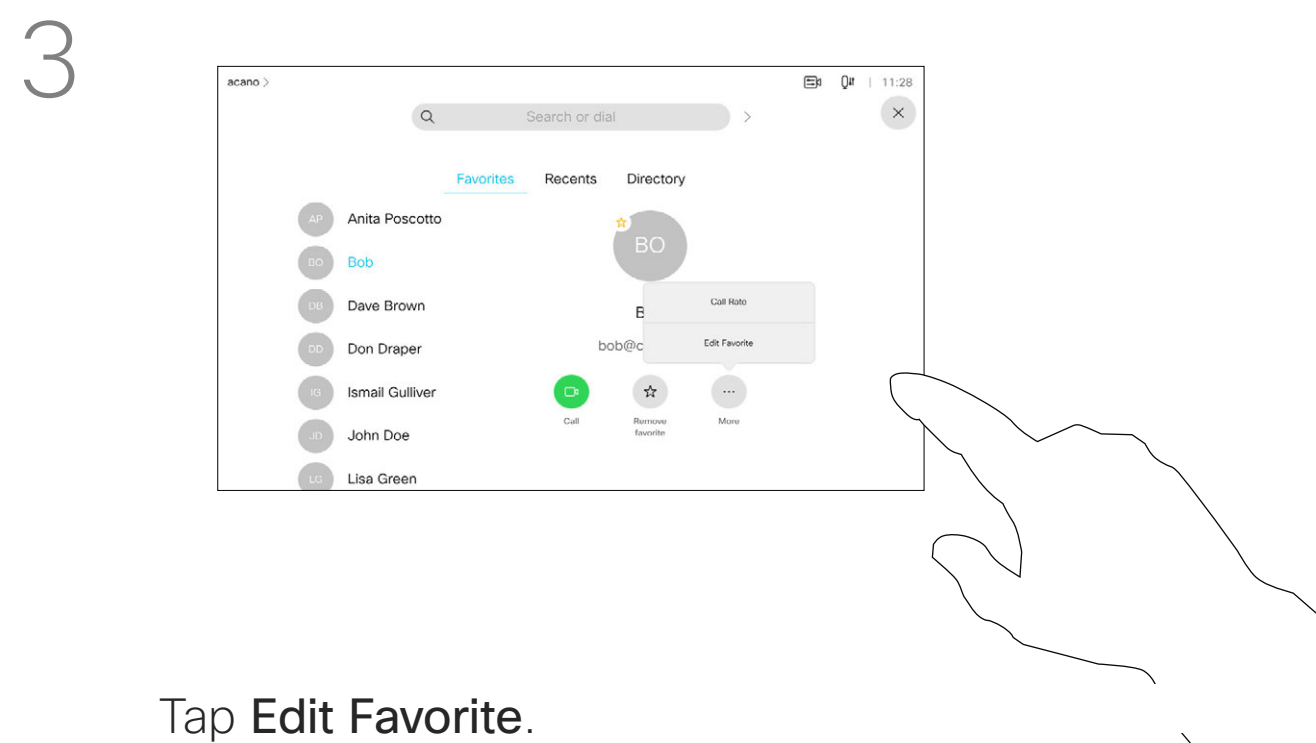 3
acano >
11:28
Search or dial
Favorites Recents Directory
AP Anita Poscotto
BO
BO Bob
DB Dave Brown
B
Call Rate
DD Don Draper
bob@c
Edit Favorite
IG Ismail Gulliver
Call
Remove
favorite
More
JD John Doe
LG Lisa Green
Tap Edit Favorite.